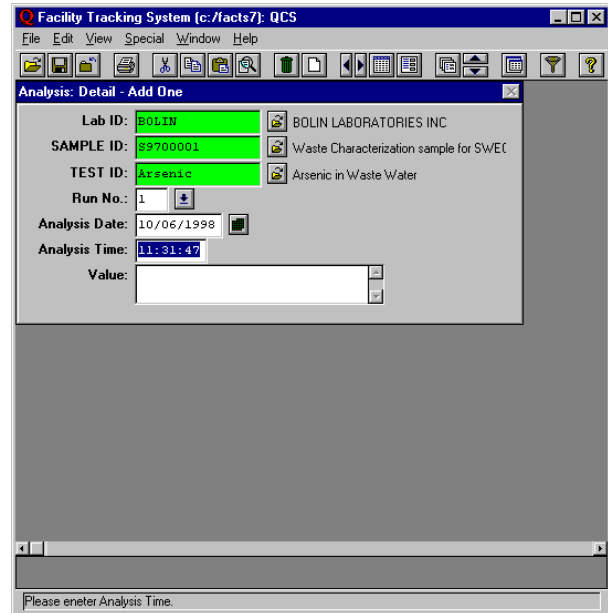 Facility Tracking System (c:/facts7): QCS
File Edit View Special Window Help
Analysis: Detail - Add One
Lab ID: BOLIN BOLIN LABORATORIES INC
SAMPLE ID: S9700001 Waste Characterization sample for SWE(
TEST ID: Arsenic Arsenic in Waste Water
Run No.: 1
Analysis Date: 10/06/1998
Analysis Time: 11:31:47
Value:
Please eneter Analysis Time.